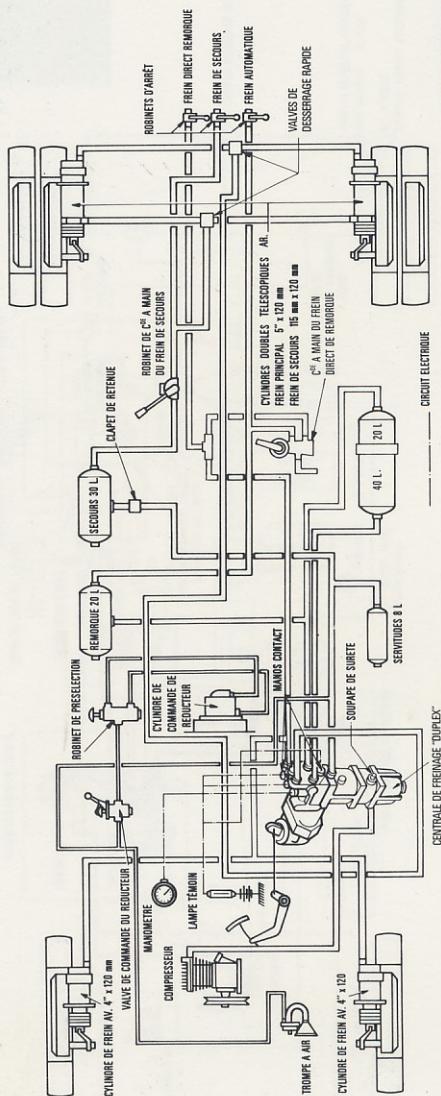 ROBINETS D'ARRÊT
FREIN DIRECT REMORQUE
FREIN DE SECOURS
FREIN AUTOMATIQUE
VALVES DE
DESSERRAGE RAPIDE
ROBINET DE Cᴰᴱ A MAIN
DU FREIN DE SECOURS
CLAPET DE RETENUE
SECOURS 30 L.
REMORQUE 20 L
CYLINDRES DOUBLES TELESCOPIQUES AR.
FREIN PRINCIPAL 5" x 120 mm
FREIN DE SECOURS 115 mm x 120 mm
Cᴰᴱ A MAIN DU FREIN
DIRECT DE REMORQUE
40 L.
20 L
CIRCUIT ELECTRIQUE
SERVITUDES 8 L
ROBINET DE PRESELECTION
CYLINDRE DE
COMMANDE DE
REDUCTEUR
MANOS CONTACT
SOUPAPE DE SURETE
CENTRALE DE FREINAGE "DUPLEX"
VALVE DE COMMANDE DU REDUCTEUR
MANOMETRE
LAMPE TÉMOIN
COMPRESSEUR
TROMPE A AIR
CYLINDRE DE FREIN AV. 4" x 120 mm
CYLINDRE DE FREIN AV. 4" x 120